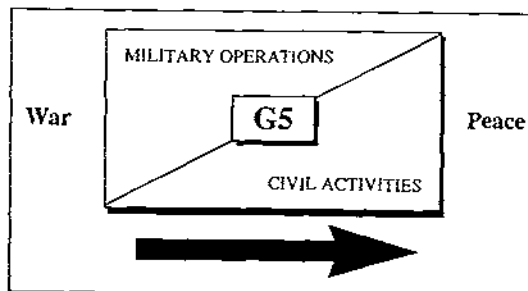 MILITARY OPERATIONS
War
G5
Peace
CIVIL ACTIVITIES